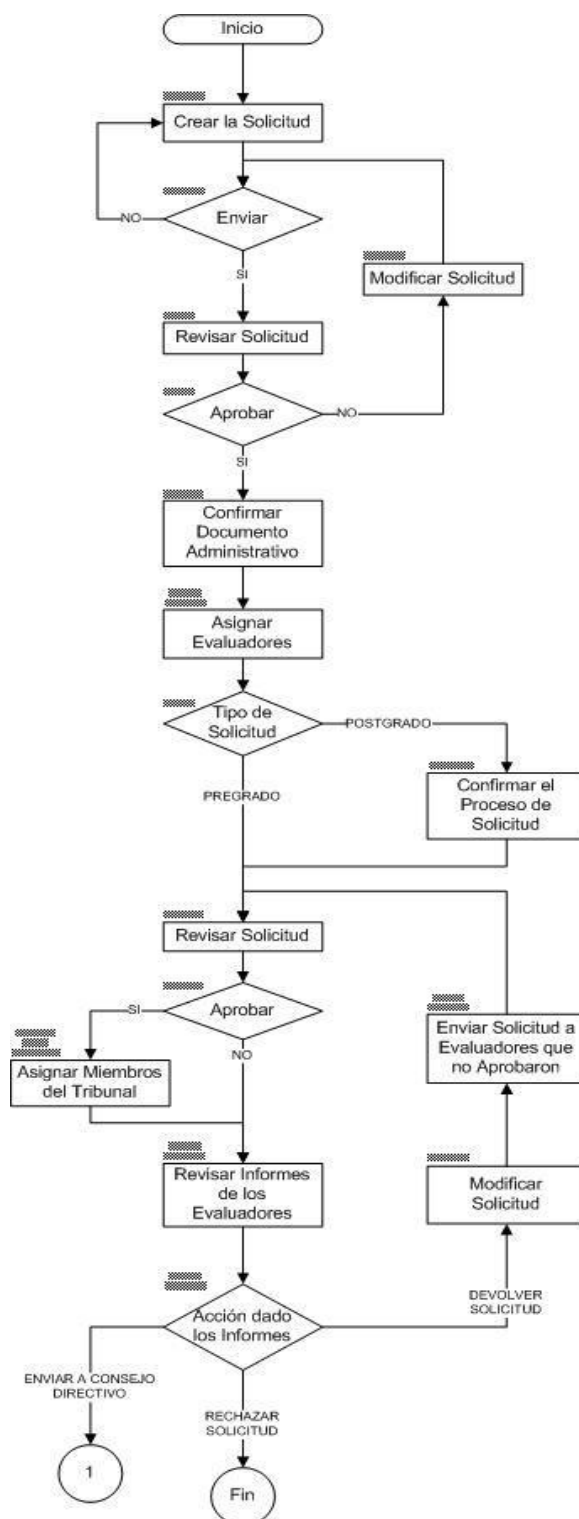 Inicio
Crear la Solicitud
NO
Enviar
SI
Modificar Solicitud
Revisar Solicitud
Aprobar
NO
SI
Confirmar
Documento
Administrativo
Asignar
Evaluadores
Tipo de
Solicitud
POSTGRADO
PREGRADO
Confirmar el
Proceso de
Solicitud
Revisar Solicitud
SI
Aprobar
NO
Enviar Solicitud a
Evaluadores que
no Aprobaron
Asignar Miembros
del Tribunal
Revisar Informes
de los
Evaluadores
Modificar
Solicitud
Acción dado
los Informes
DEVOLVER
SOLICITUD
ENVIAR A CONSEJO
DIRECTIVO
RECHAZAR
SOLICITUD
1
Fin